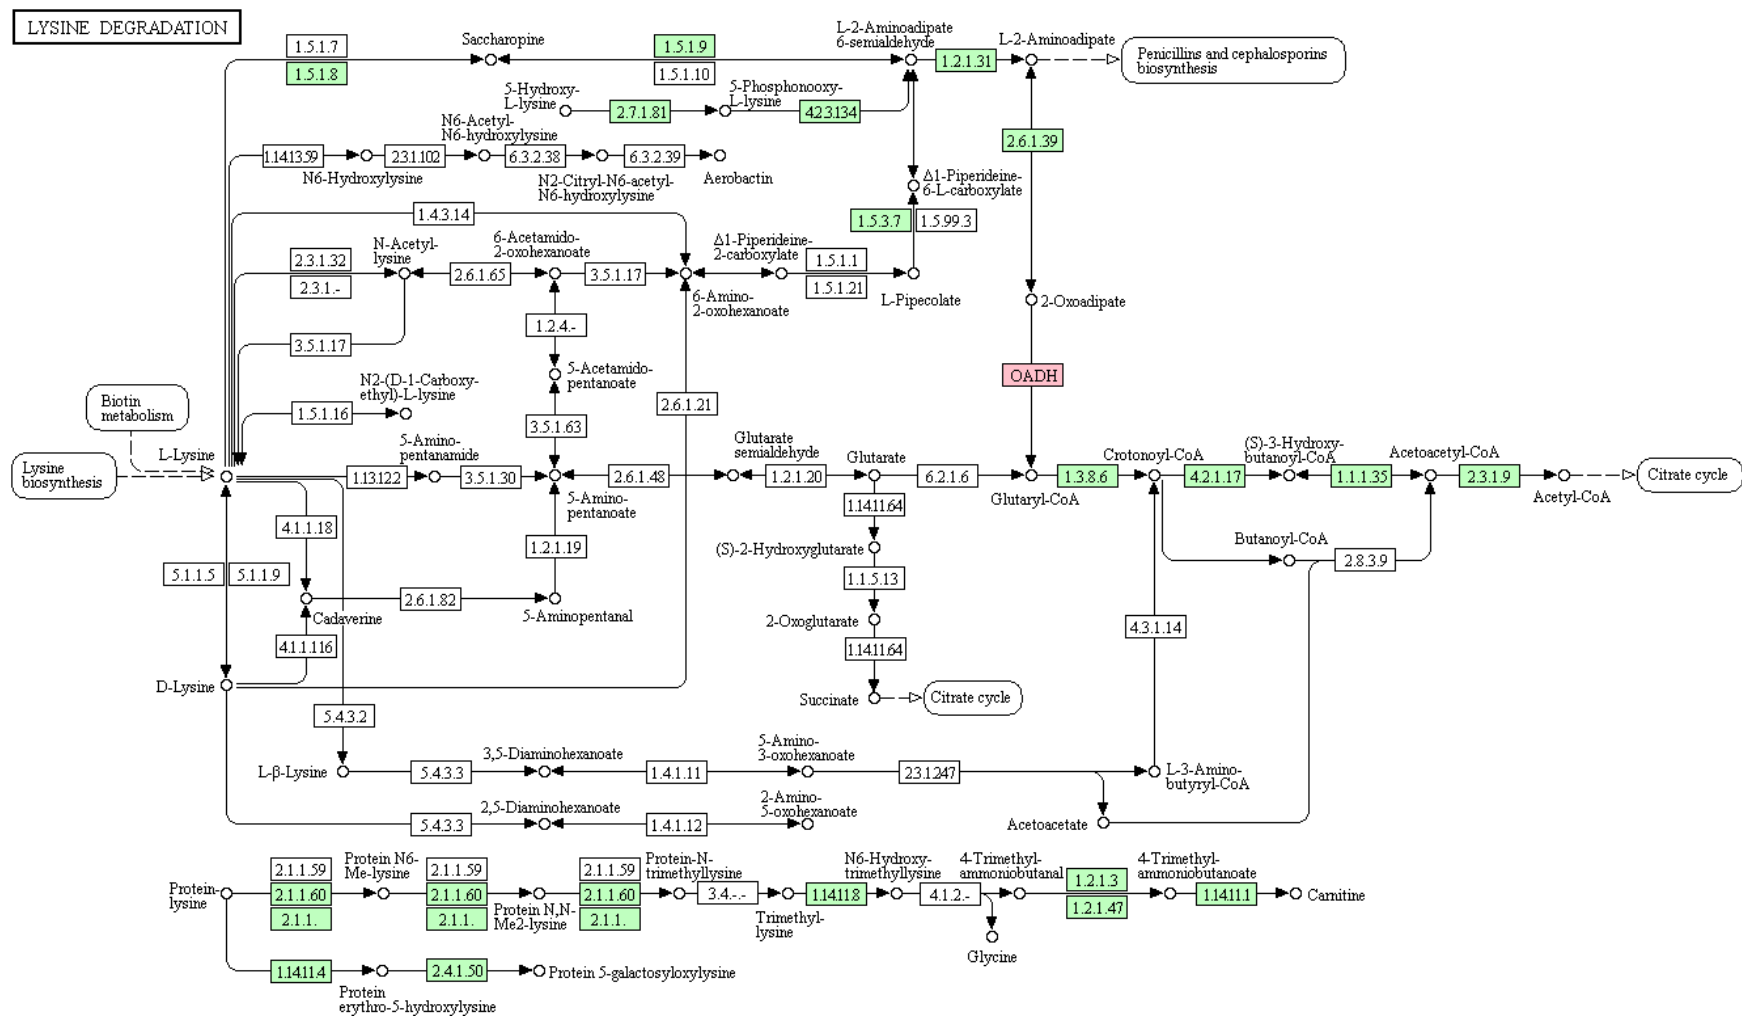 LYSINE DEGRADATION
1.5.1.7
1.5.1.8
Saccharopine
1.5.1.9
1.5.1.10
L-2-Aminoadipate
6-semialdehyde
1.2.1.31
L-2-Aminoadipate
Penicillins and cephalosporins
biosynthesis
5-Hydroxy-
L-lysine
2.7.1.81
5-Phosphonooxy-
L-lysine
4.2.3.134
2.6.1.39
N6-Acetyl-
N6-hydroxylysine
1.14.13.59
N6-Hydroxylysine
2.3.1.102
6.3.2.38
N2-Citryl-N6-acetyl-
N6-hydroxylysine
6.3.2.39
Aerobactin
Δ1-Piperideine-
6-L-carboxylate
1.5.3.7
1.5.99.3
1.4.3.14
N-Acetyl-
lysine
6-Acetamido-
2-oxohexanoate
Δ1-Piperideine-
2-carboxylate
2.3.1.32
2.3.1.-
2.6.1.65
3.5.1.17
1.5.1.1
1.5.1.21
L-Pipecolate
6-Amino-
2-oxohexanoate
2-Oxoadipate
1.2.4.-
3.5.1.17
5-Acetamido-
pentanoate
OADH
N2-(D-1-Carboxy-
ethyl)-L-lysine
1.5.1.16
2.6.1.21
3.5.1.63
Biotin
metabolism
Lysine
biosynthesis
L-Lysine
5-Amino-
pentanamide
1.13.12.2
3.5.1.30
5-Amino-
pentanoate
2.6.1.48
Glutarate
semialdehyde
1.2.1.20
Glutarate
6.2.1.6
Glutaryl-CoA
1.3.8.6
Crotonoyl-CoA
4.2.1.17
(S)-3-Hydroxy-
butanoyl-CoA
1.1.1.35
Acetoacetyl-CoA
2.3.1.9
Acetyl-CoA
Citrate cycle
4.1.1.18
1.2.1.19
1.14.11.64
(S)-2-Hydroxyglutarate
Butanoyl-CoA
2.8.3.9
5.1.1.5
5.1.1.9
1.1.5.13
Cadaverine
2.6.1.82
5-Aminopentanal
2-Oxoglutarate
4.3.1.14
4.1.1.116
1.14.11.64
D-Lysine
Succinate
Citrate cycle
5.4.3.2
L-β-Lysine
5.4.3.3
3,5-Diaminohexanoate
1.4.1.11
5-Amino-
3-oxohexanoate
2.3.1.247
L-3-Amino-
butyryl-CoA
5.4.3.3
2,5-Diaminohexanoate
1.4.1.12
2-Amino-
5-oxohexanoate
Acetoacetate
Protein-
lysine
2.1.1.59
2.1.1.60
2.1.1.
Protein N6-
Me-lysine
2.1.1.59
2.1.1.60
2.1.1.
Protein N,N-
Me2-lysine
2.1.1.59
2.1.1.60
2.1.1.
Protein-N-
trimethyllysine
3.4.-.-
Trimethyl-
lysine
1.14.11.8
N6-Hydroxy-
trimethyllysine
4.1.2.-
Glycine
4-Trimethyl-
ammoniobutanal
1.2.1.3
1.2.1.47
4-Trimethyl-
ammoniobutanoate
1.14.11.1
Carnitine
1.14.11.4
Protein
erythro-5-hydroxylysine
2.4.1.50
Protein 5-galactosyloxylysine